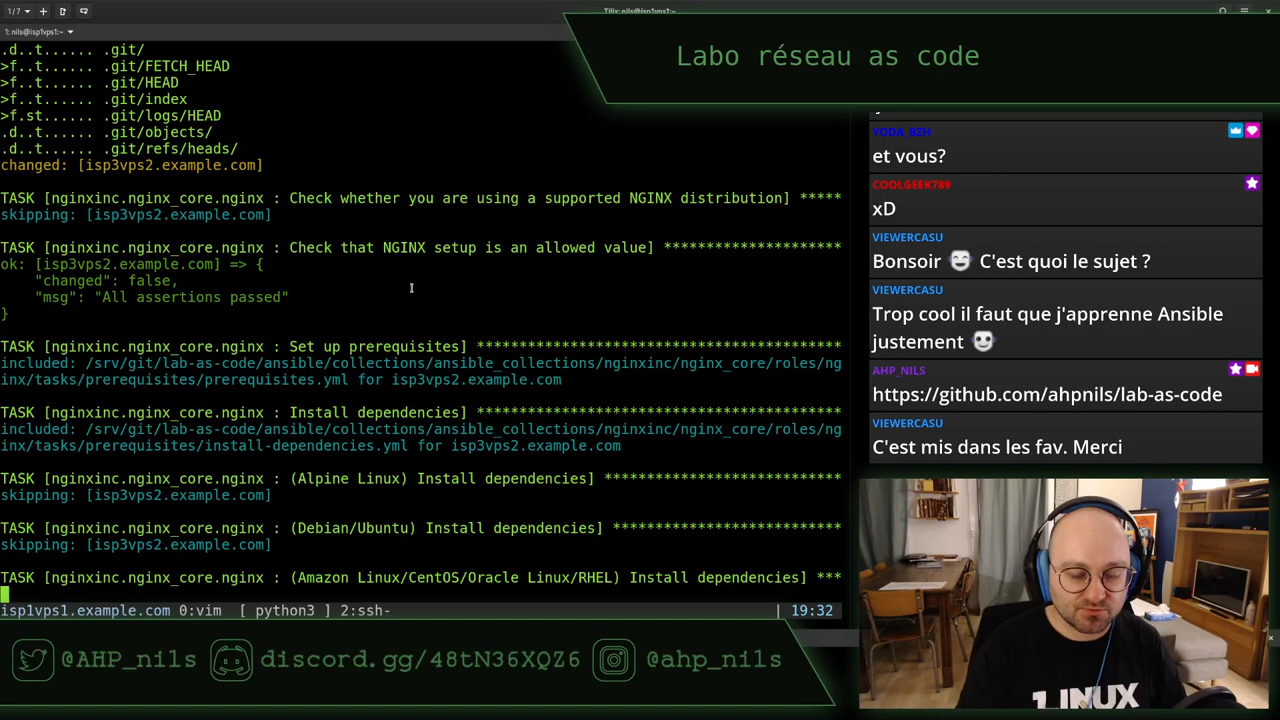 1/7
Tilix: nils@isp1vps1:~
1: nils@isp1vps1:~
.d..t...... .git/
>f..t...... .git/FETCH_HEAD
>f..t...... .git/HEAD
>f..t...... .git/index
>f.st...... .git/logs/HEAD
.d..t...... .git/objects/
.d..t...... .git/refs/heads/
changed: [isp3vps2.example.com]
TASK [nginxinc.nginx_core.nginx : Check whether you are using a supported NGINX distribution] *****
skipping: [isp3vps2.example.com]
TASK [nginxinc.nginx_core.nginx : Check that NGINX setup is an allowed value] *********************
ok: [isp3vps2.example.com] => {
"changed": false,
"msg": "All assertions passed"
}
TASK [nginxinc.nginx_core.nginx : Set up prerequisites] *******************************************
included: /srv/git/lab-as-code/ansible/collections/ansible_collections/nginxinc/nginx_core/roles/ng
inx/tasks/prerequisites/prerequisites.yml for isp3vps2.example.com
TASK [nginxinc.nginx_core.nginx : Install dependencies] *******************************************
included: /srv/git/lab-as-code/ansible/collections/ansible_collections/nginxinc/nginx_core/roles/ng
inx/tasks/prerequisites/install-dependencies.yml for isp3vps2.example.com
TASK [nginxinc.nginx_core.nginx : (Alpine Linux) Install dependencies] ****************************
skipping: [isp3vps2.example.com]
TASK [nginxinc.nginx_core.nginx : (Debian/Ubuntu) Install dependencies] ***************************
skipping: [isp3vps2.example.com]
TASK [nginxinc.nginx_core.nginx : (Amazon Linux/CentOS/Oracle Linux/RHEL) Install dependencies] ***
isp1vps1.example.com 0:vim [ python3 ] 2:ssh- | 19:32
Labo réseau as code
YODA_BZH
et vous?
COOLGEEK789
xD
VIEWERCASU
Bonsoir C'est quoi le sujet ?
VIEWERCASU
Trop cool il faut que j'apprenne Ansible
justement
AHP_NILS
https://github.com/ahpnils/lab-as-code
VIEWERCASU
C'est mis dans les fav. Merci
LINUX
@AHP_nils discord.gg/48tN36XQZ6 @ahp_nils